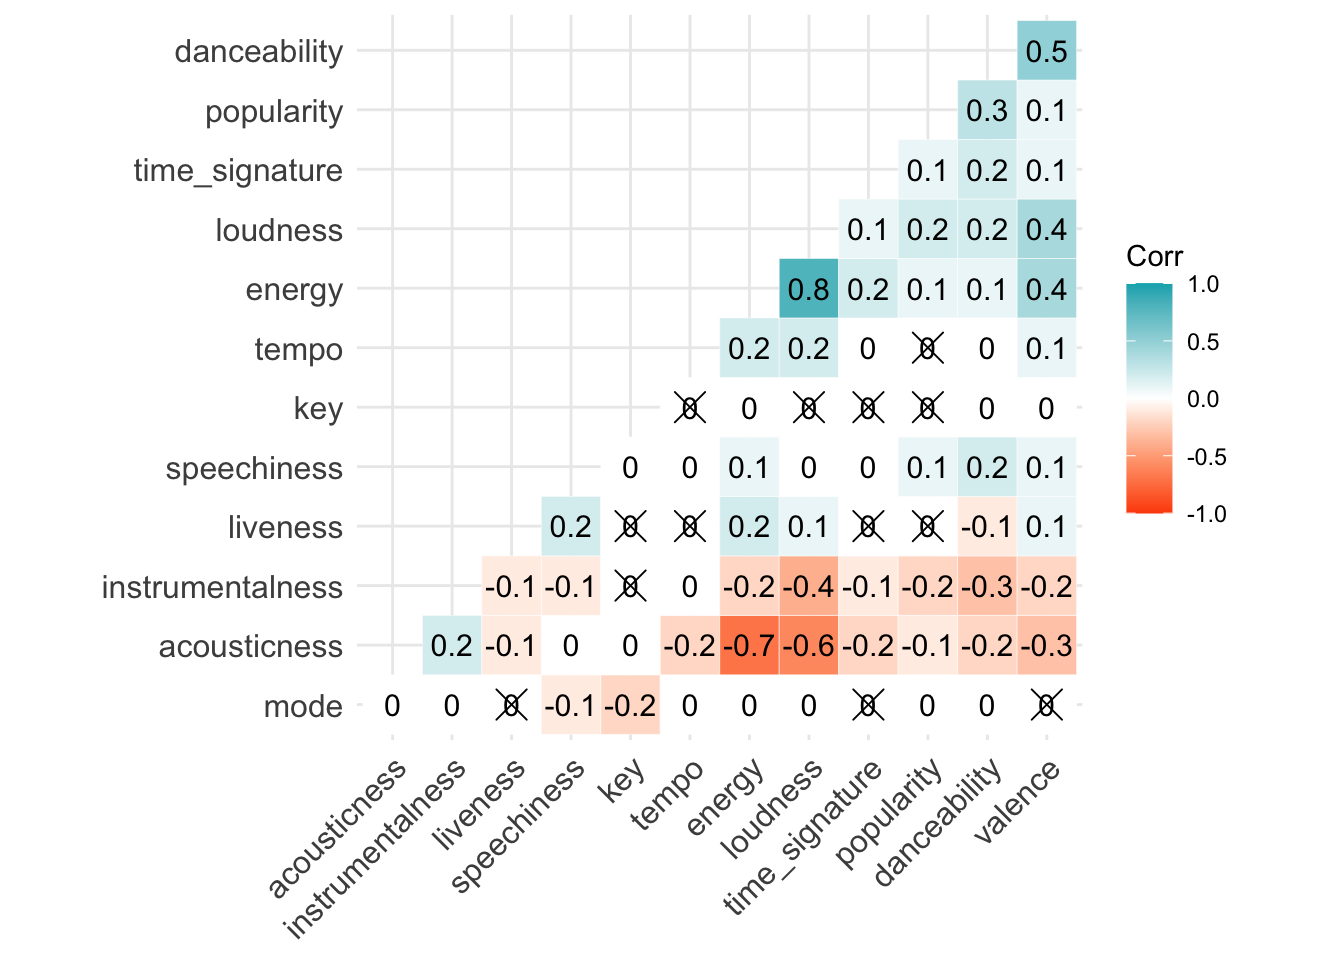 danceability 0.5
popularity 0.3 0.1
time_signature 0.1 0.2 0.1
loudness 0.1 0.2 0.2 0.4
energy 0.8 0.2 0.1 0.1 0.4
tempo 0.2 0.2 0 0 0 0.1
key 0 0 0 0 0 0 0
speechiness 0 0 0.1 0 0 0.1 0.2 0.1
liveness 0.2 0 0 0.2 0.1 0 0 -0.1 0.1
instrumentalness -0.1 -0.1 0 0 -0.2 -0.4 -0.1 -0.2 -0.3 -0.2
acousticness 0.2 -0.1 0 0 -0.2 -0.7 -0.6 -0.2 -0.1 -0.2 -0.3
mode 0 0 0 -0.1 -0.2 0 0 0 0 0 0 0
acousticness
instrumentalness
liveness
speechiness
key
tempo
energy
loudness
time_signature
popularity
danceability
valence
Corr
1.0
0.5
0.0
-0.5
-1.0